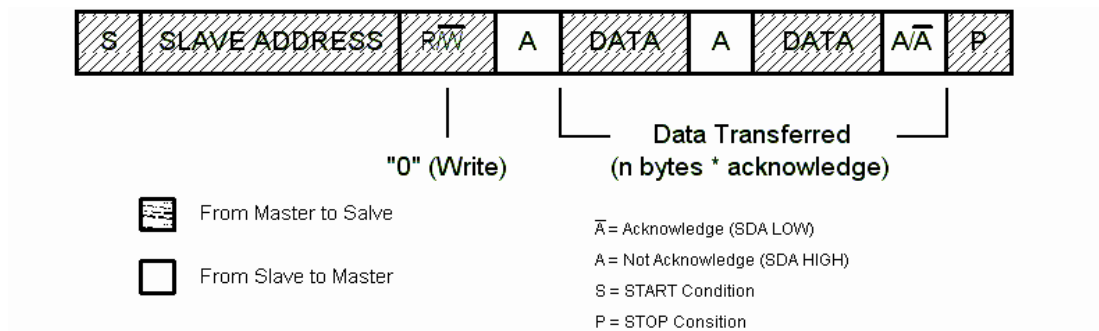 S SLAVE ADDRESS R/W̅ A DATA A DATA A/A̅ P
"0" (Write)
Data Transferred
(n bytes * acknowledge)
From Master to Salve
From Slave to Master
A̅ = Acknowledge (SDA LOW)
A = Not Acknowledge (SDA HIGH)
S = START Condition
P = STOP Consition